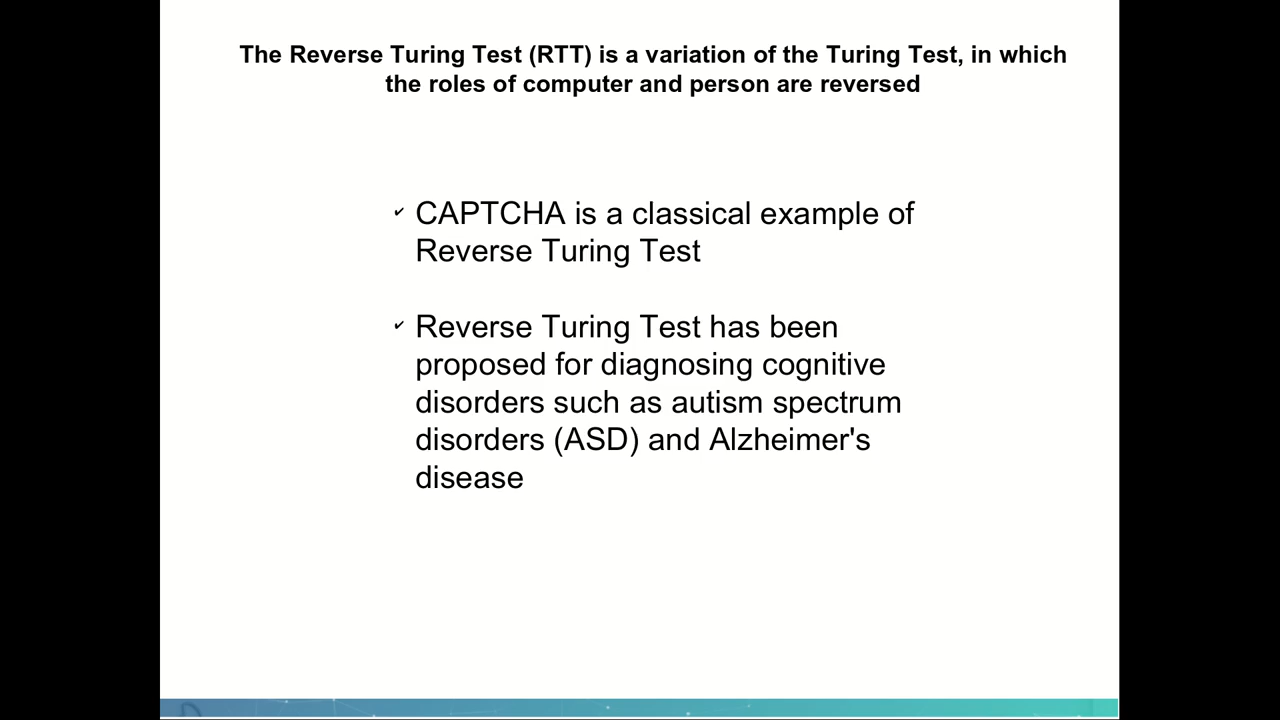 The Reverse Turing Test (RTT) is a variation of the Turing Test, in which
the roles of computer and person are reversed
✓ CAPTCHA is a classical example of
Reverse Turing Test
✓ Reverse Turing Test has been
proposed for diagnosing cognitive
disorders such as autism spectrum
disorders (ASD) and Alzheimer's
disease